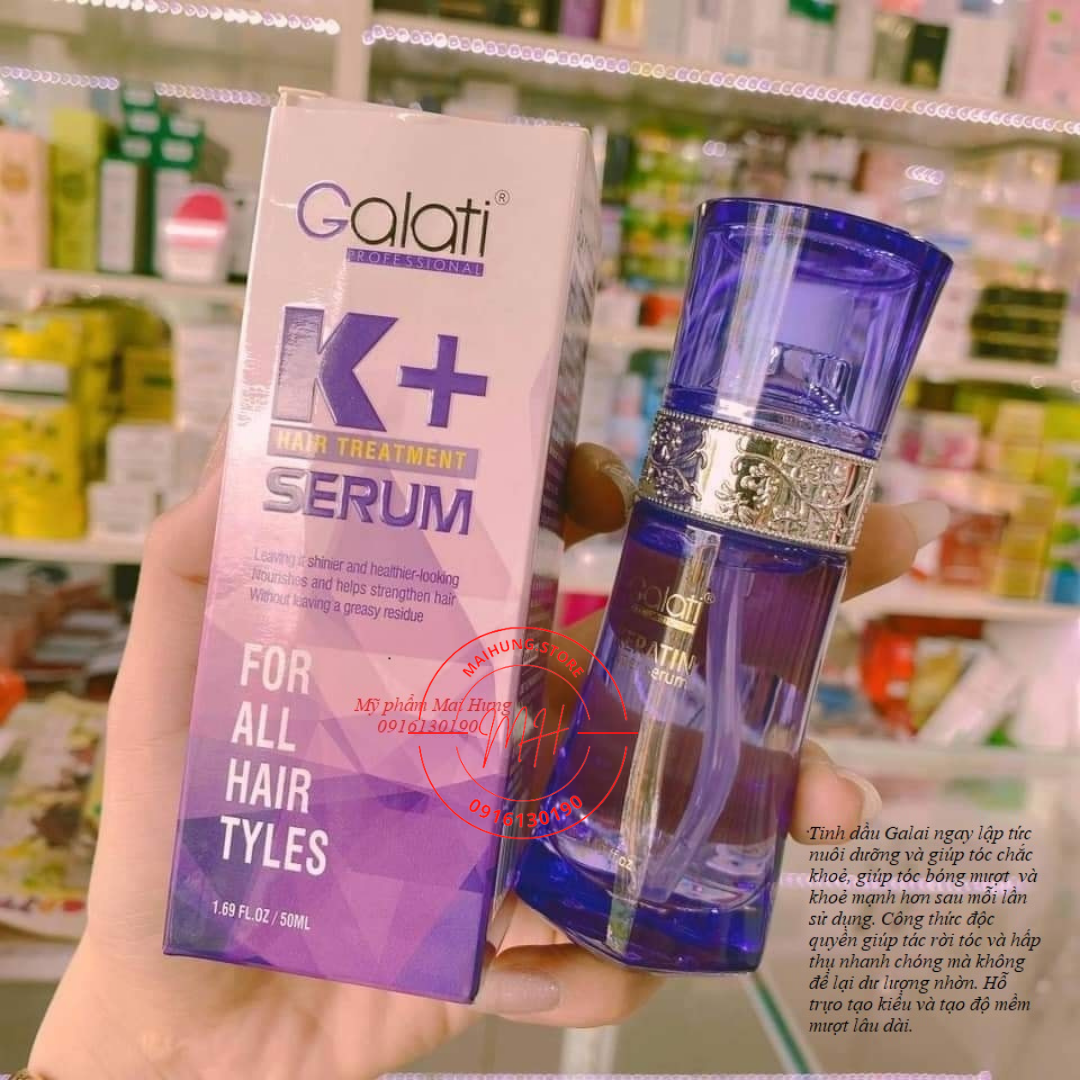 Galati®
PROFESSIONAL
K+
HAIR TREATMENT
SERUM
Leaving it shinier and healthier-looking
Nourishes and helps strengthen hair
Without leaving a greasy residue
FOR
ALL
HAIR
TYLES
1.69 FL.OZ / 50ML
Galati®
serum
MAIHUNG.STORE
Mỹ phẩm Mai Hưng
0916130190
MH
0916130190
Tinh dầu Galai ngay lập tức
nuôi dưỡng và giúp tóc chắc
khoẻ, giúp tóc bóng mượt và
khoẻ mạnh hơn sau mỗi lần
sử dụng. Công thức độc
quyền giúp tác rời tóc và hấp
thụ nhanh chóng mà không
để lại dư lượng nhờn. Hỗ
trựo tạo kiểu và tạo độ mềm
mượt lâu dài.